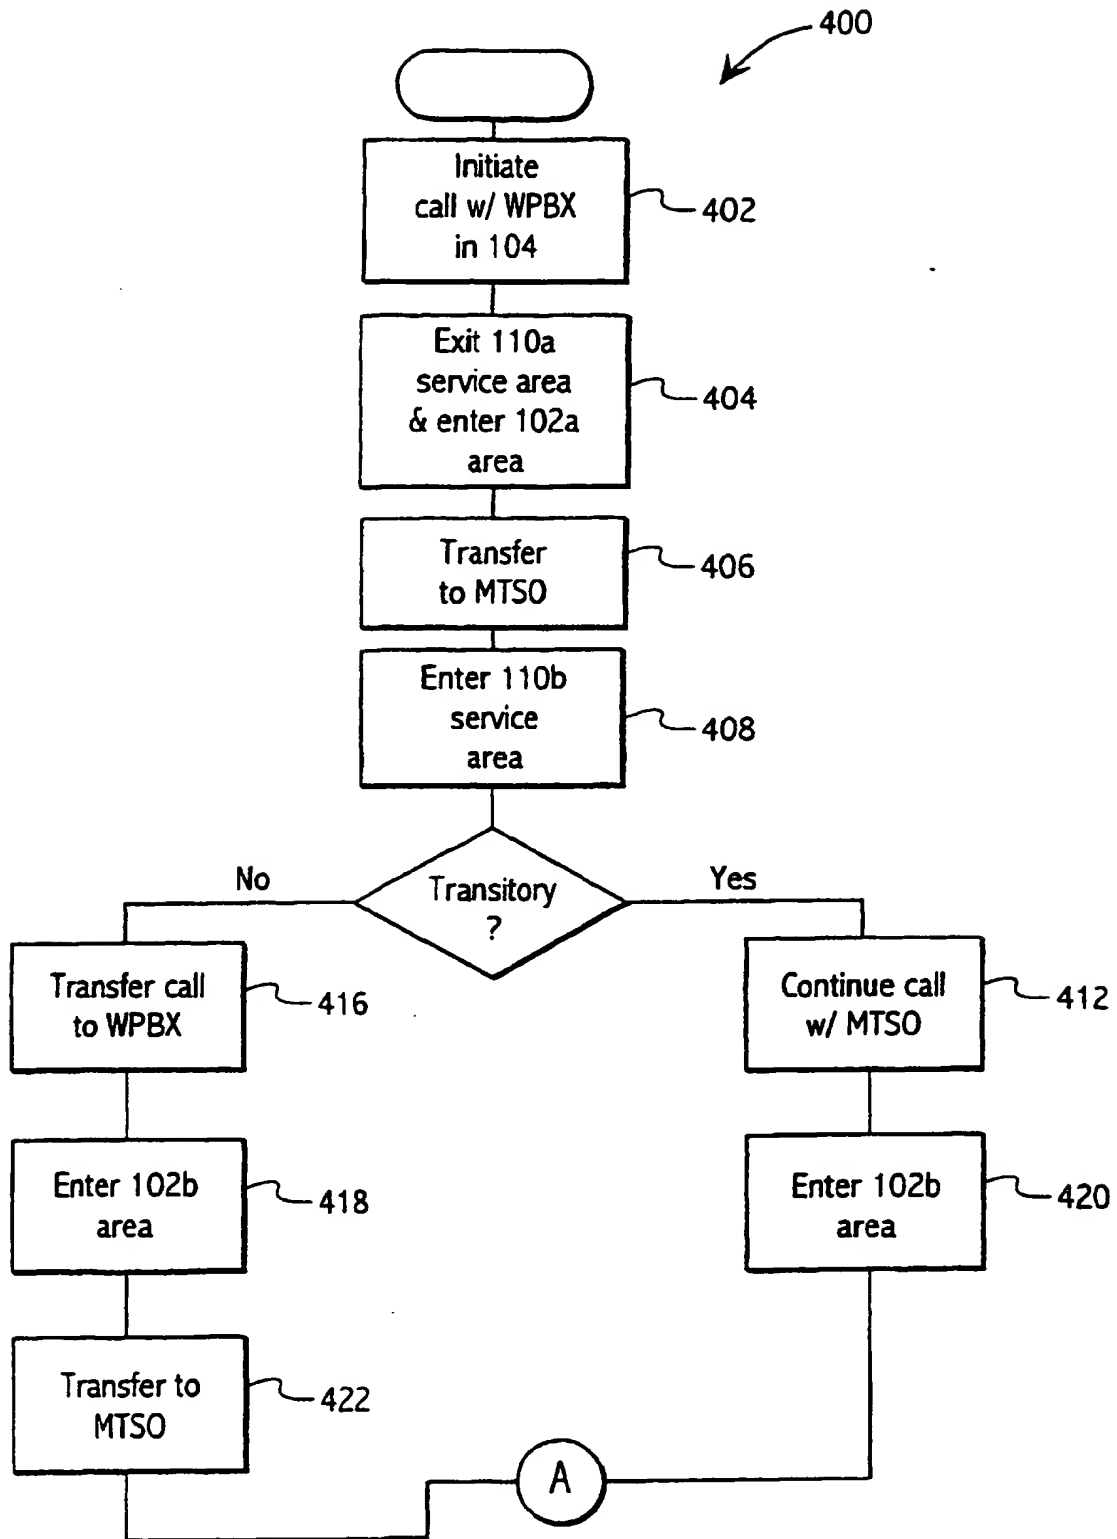 400
Initiate
call w/ WPBX
in 104
402
Exit 110a
service area
& enter 102a
area
404
Transfer
to MTSO
406
Enter 110b
service
area
408
Transitory
?
No
Yes
Transfer call
to WPBX
416
Continue call
w/ MTSO
412
Enter 102b
area
418
Enter 102b
area
420
Transfer to
MTSO
422
A